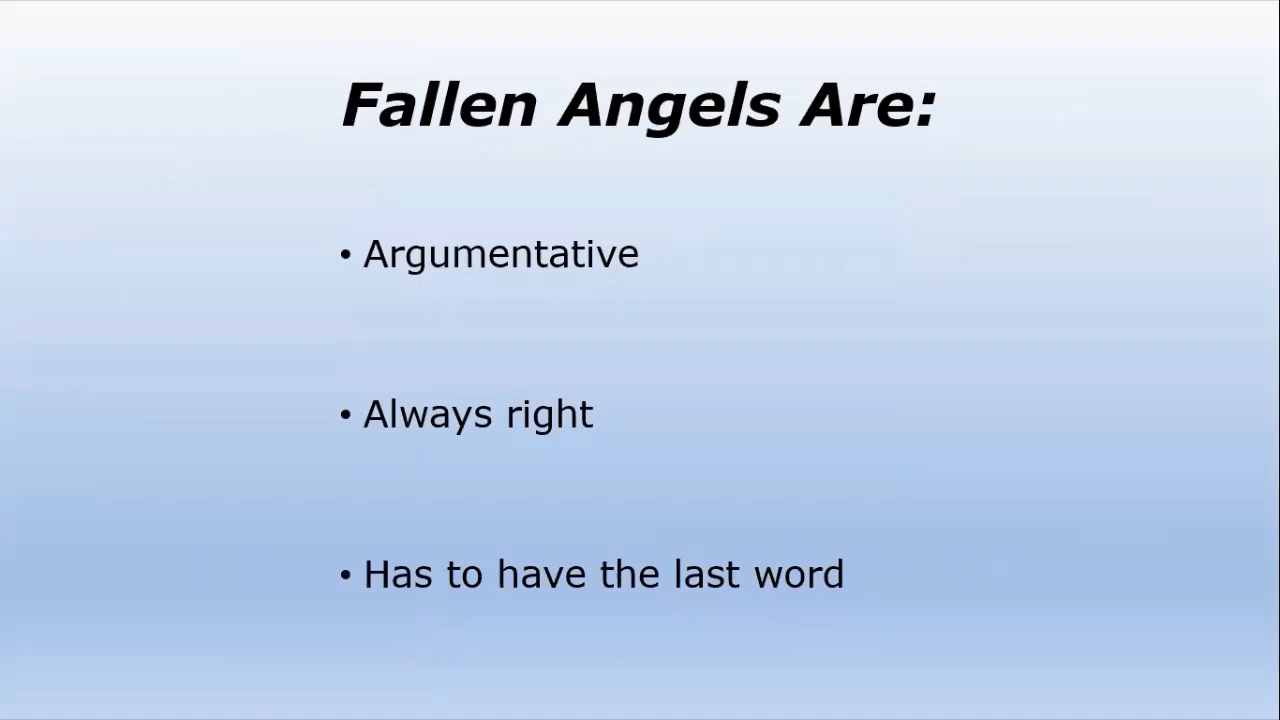 Fallen Angels Are:
• Argumentative
• Always right
• Has to have the last word